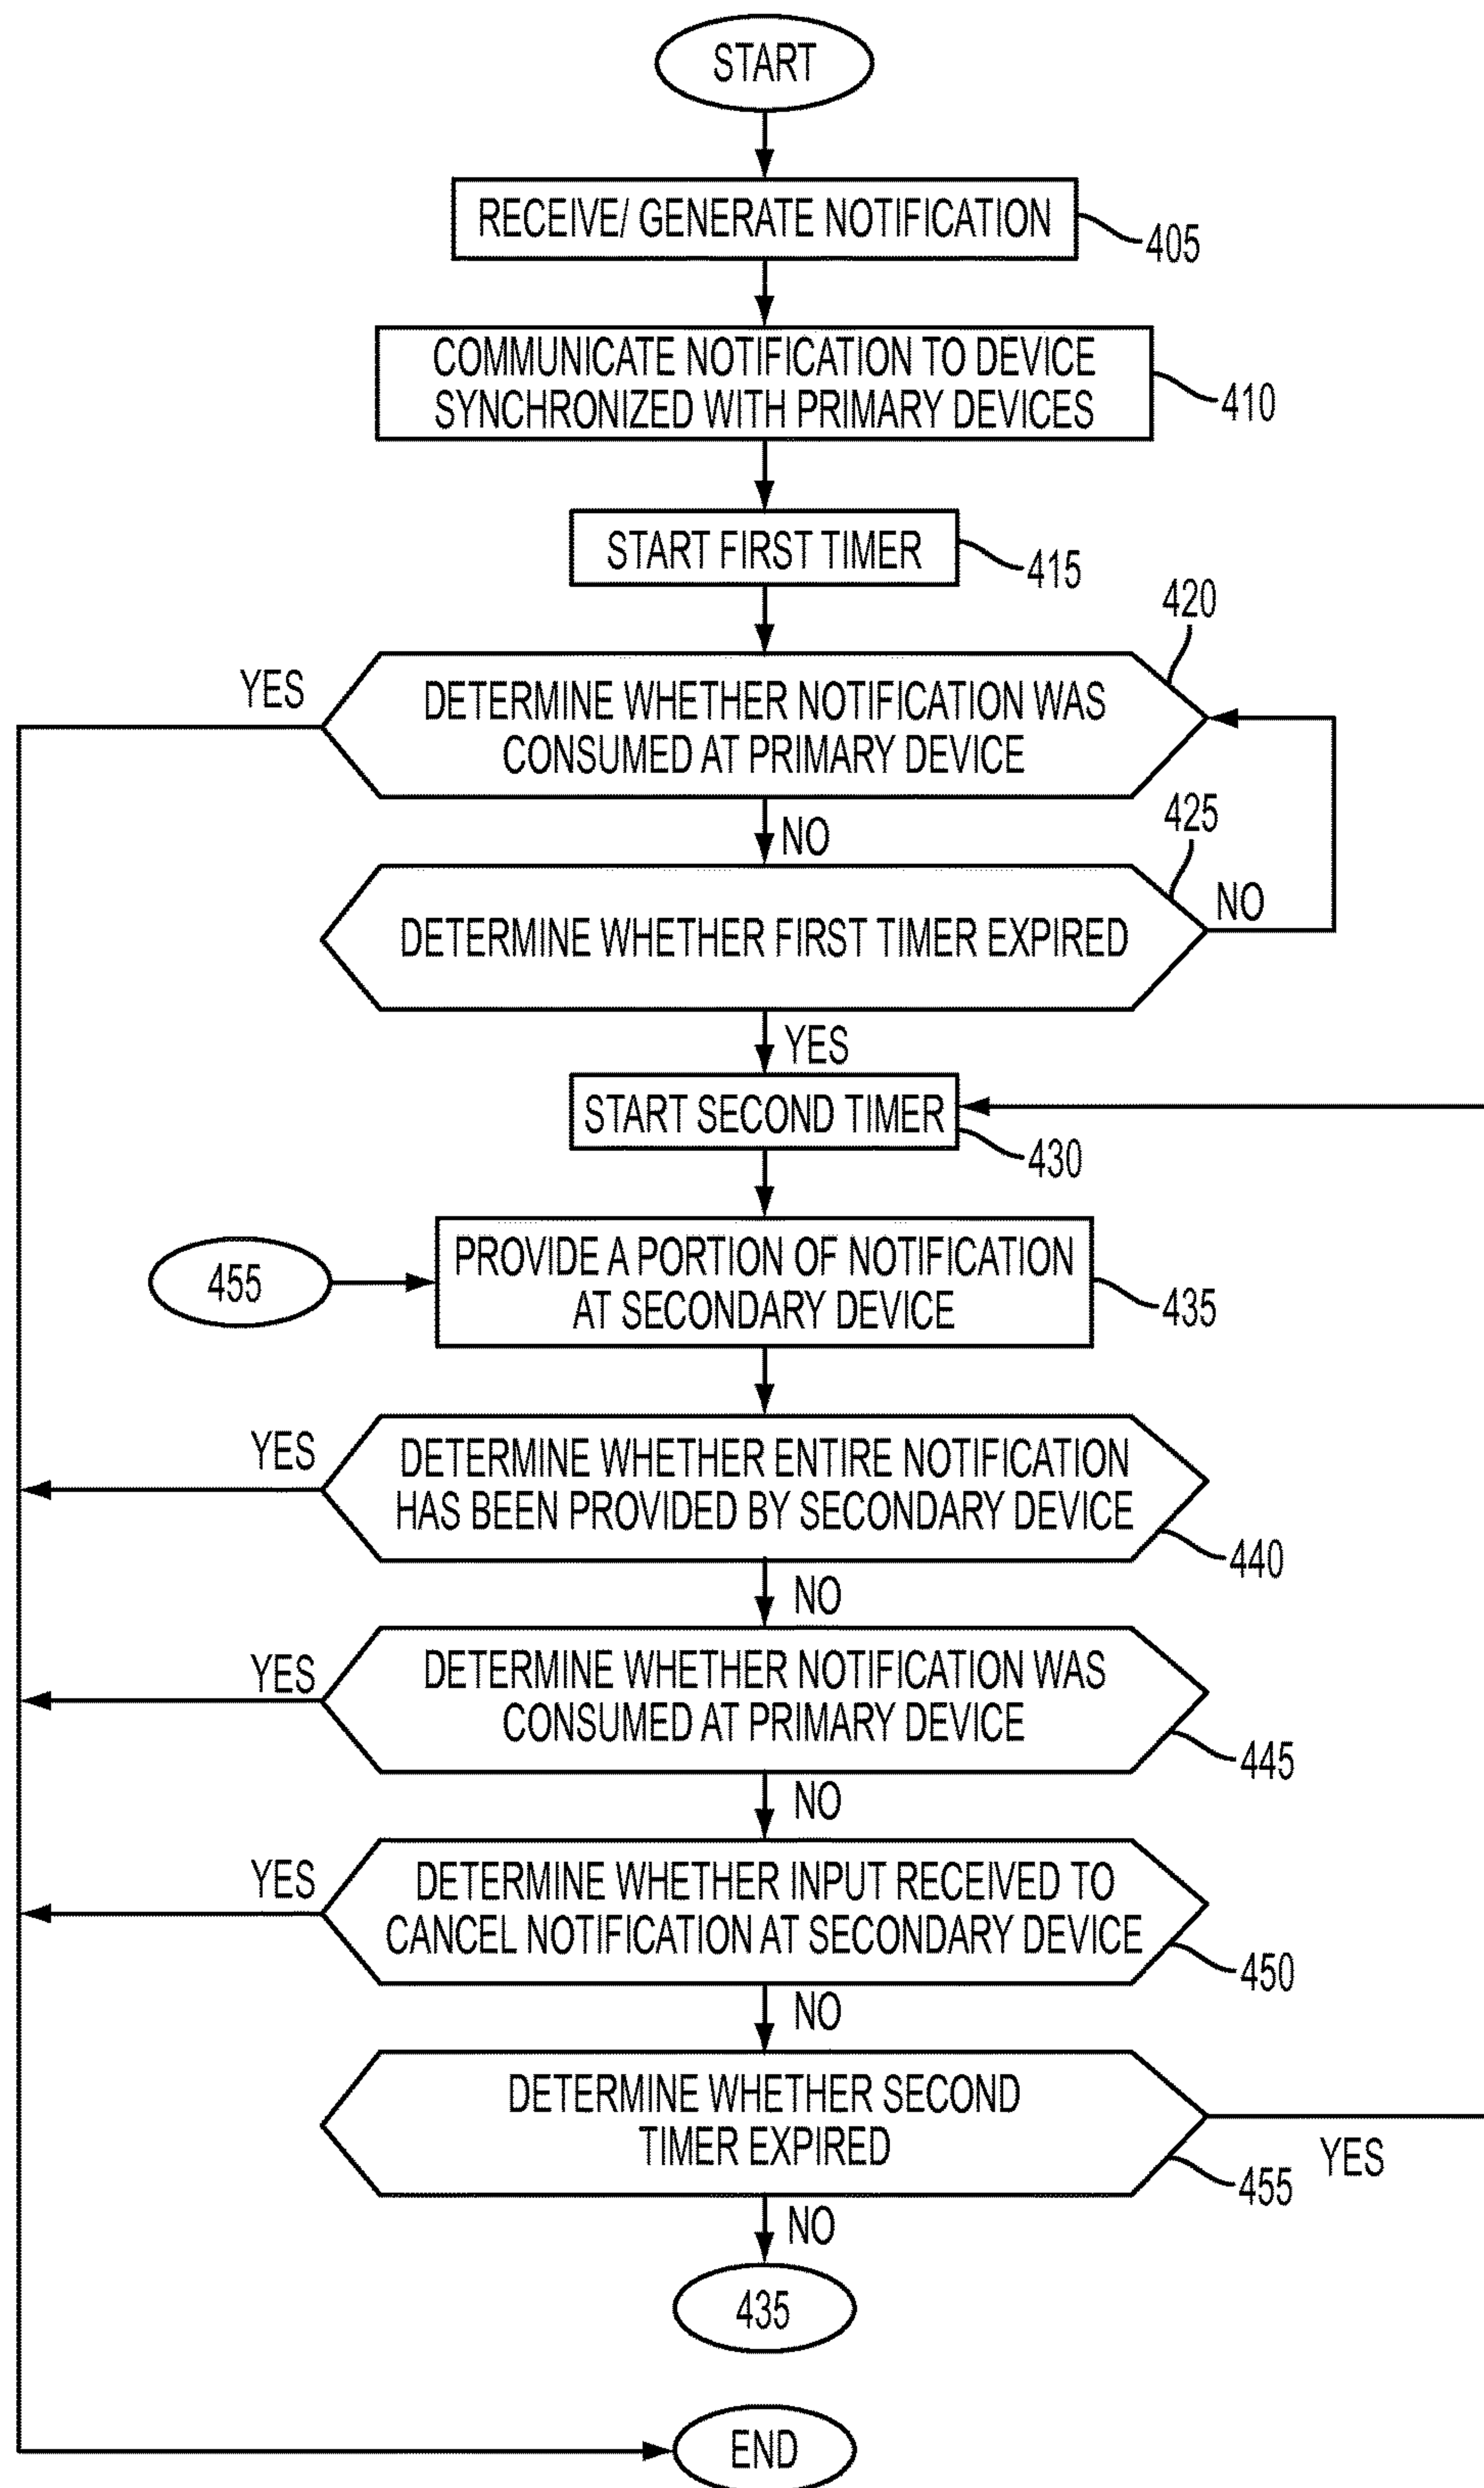 START
RECEIVE/ GENERATE NOTIFICATION
405
COMMUNICATE NOTIFICATION TO DEVICE
SYNCHRONIZED WITH PRIMARY DEVICES
410
START FIRST TIMER
415
420
YES
DETERMINE WHETHER NOTIFICATION WAS
CONSUMED AT PRIMARY DEVICE
NO
425
DETERMINE WHETHER FIRST TIMER EXPIRED
NO
YES
START SECOND TIMER
430
455
PROVIDE A PORTION OF NOTIFICATION
AT SECONDARY DEVICE
435
YES
DETERMINE WHETHER ENTIRE NOTIFICATION
HAS BEEN PROVIDED BY SECONDARY DEVICE
440
NO
YES
DETERMINE WHETHER NOTIFICATION WAS
CONSUMED AT PRIMARY DEVICE
445
NO
YES
DETERMINE WHETHER INPUT RECEIVED TO
CANCEL NOTIFICATION AT SECONDARY DEVICE
450
NO
DETERMINE WHETHER SECOND
TIMER EXPIRED
YES
455
NO
435
END